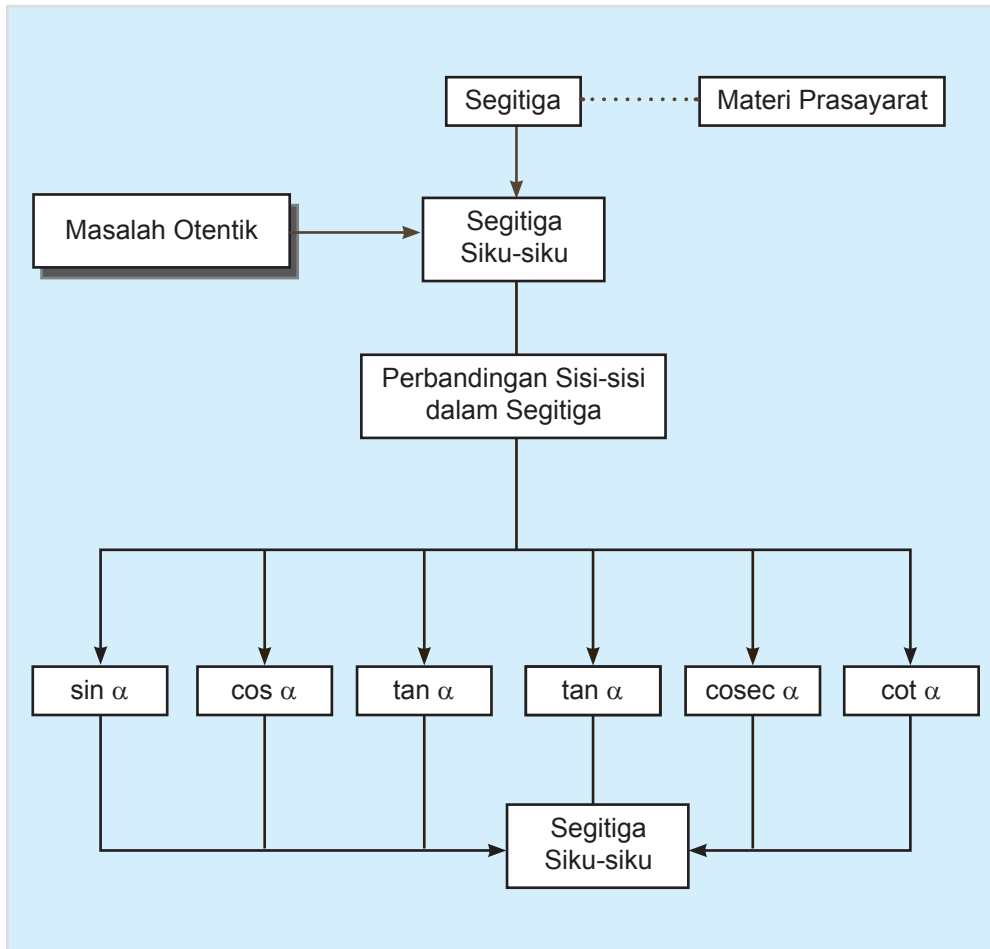 Segitiga
Materi Prasayarat
Masalah Otentik
Segitiga
Siku-siku
Perbandingan Sisi-sisi
dalam Segitiga
sin α
cos α
tan α
tan α
cosec α
cot α
Segitiga
Siku-siku